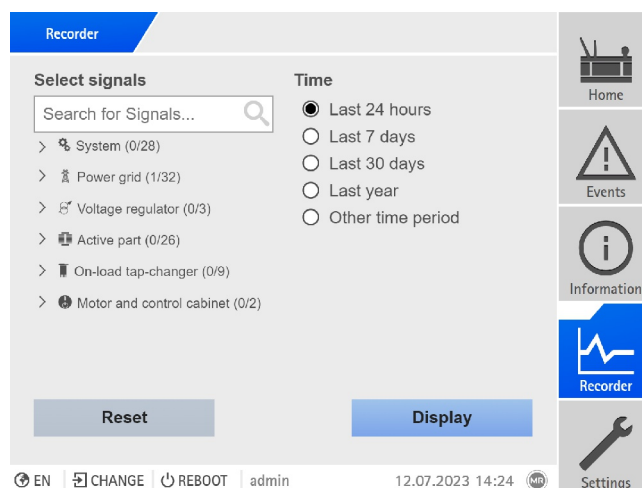 Recorder
Select signals
Search for Signals...
System (0/28)
Power grid (1/32)
Voltage regulator (0/3)
Active part (0/26)
On-load tap-changer (0/9)
Motor and control cabinet (0/2)
Time
Last 24 hours
Last 7 days
Last 30 days
Last year
Other time period
Reset
Display
Home
Events
Information
Recorder
Settings
EN CHANGE REBOOT admin 12.07.2023 14:24 MR